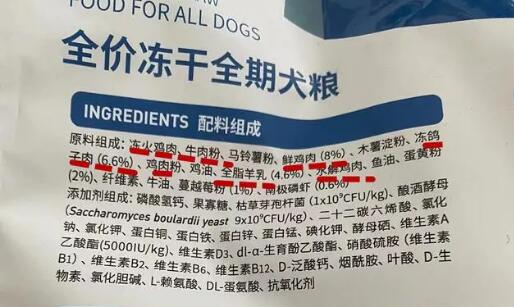 FOOD FOR ALL DOGS
全价冻干全期犬粮
INGREDIENTS 配料组成
原料组成：冻火鸡肉、牛肉粉、马铃薯粉、鲜鸡肉（8%）、木薯淀粉、冻鸽
子肉（6.6%）、鸡肉粉、鸡油、全脂羊乳（4.6%）、水解鸡肉、鱼油、蛋黄粉
（2%）、纤维素、牛油、蔓越莓粉（1%）、南极磷虾（0.6%）
添加剂组成：磷酸氢钙、果寡糖、枯草芽孢杆菌（1x10⁹CFU/kg）、酿酒酵母
（Saccharomyces boulardii yeast 9x10⁹CFU/kg）、二十二碳六烯酸、氯化
钠、氯化钾、蛋白铜、蛋白铁、蛋白锌、蛋白锰、碘化钾、酵母硒、维生素A
乙酸酯（5000IU/kg）、维生素D3、dl-α-生育酚乙酸酯、硝酸硫胺（维生素
B1）、维生素B2、维生素B6、维生素B12、D-泛酸钙、烟酰胺、叶酸、D-生
物素、氯化胆碱、L-赖氨酸、DL-蛋氨酸、抗氧化剂